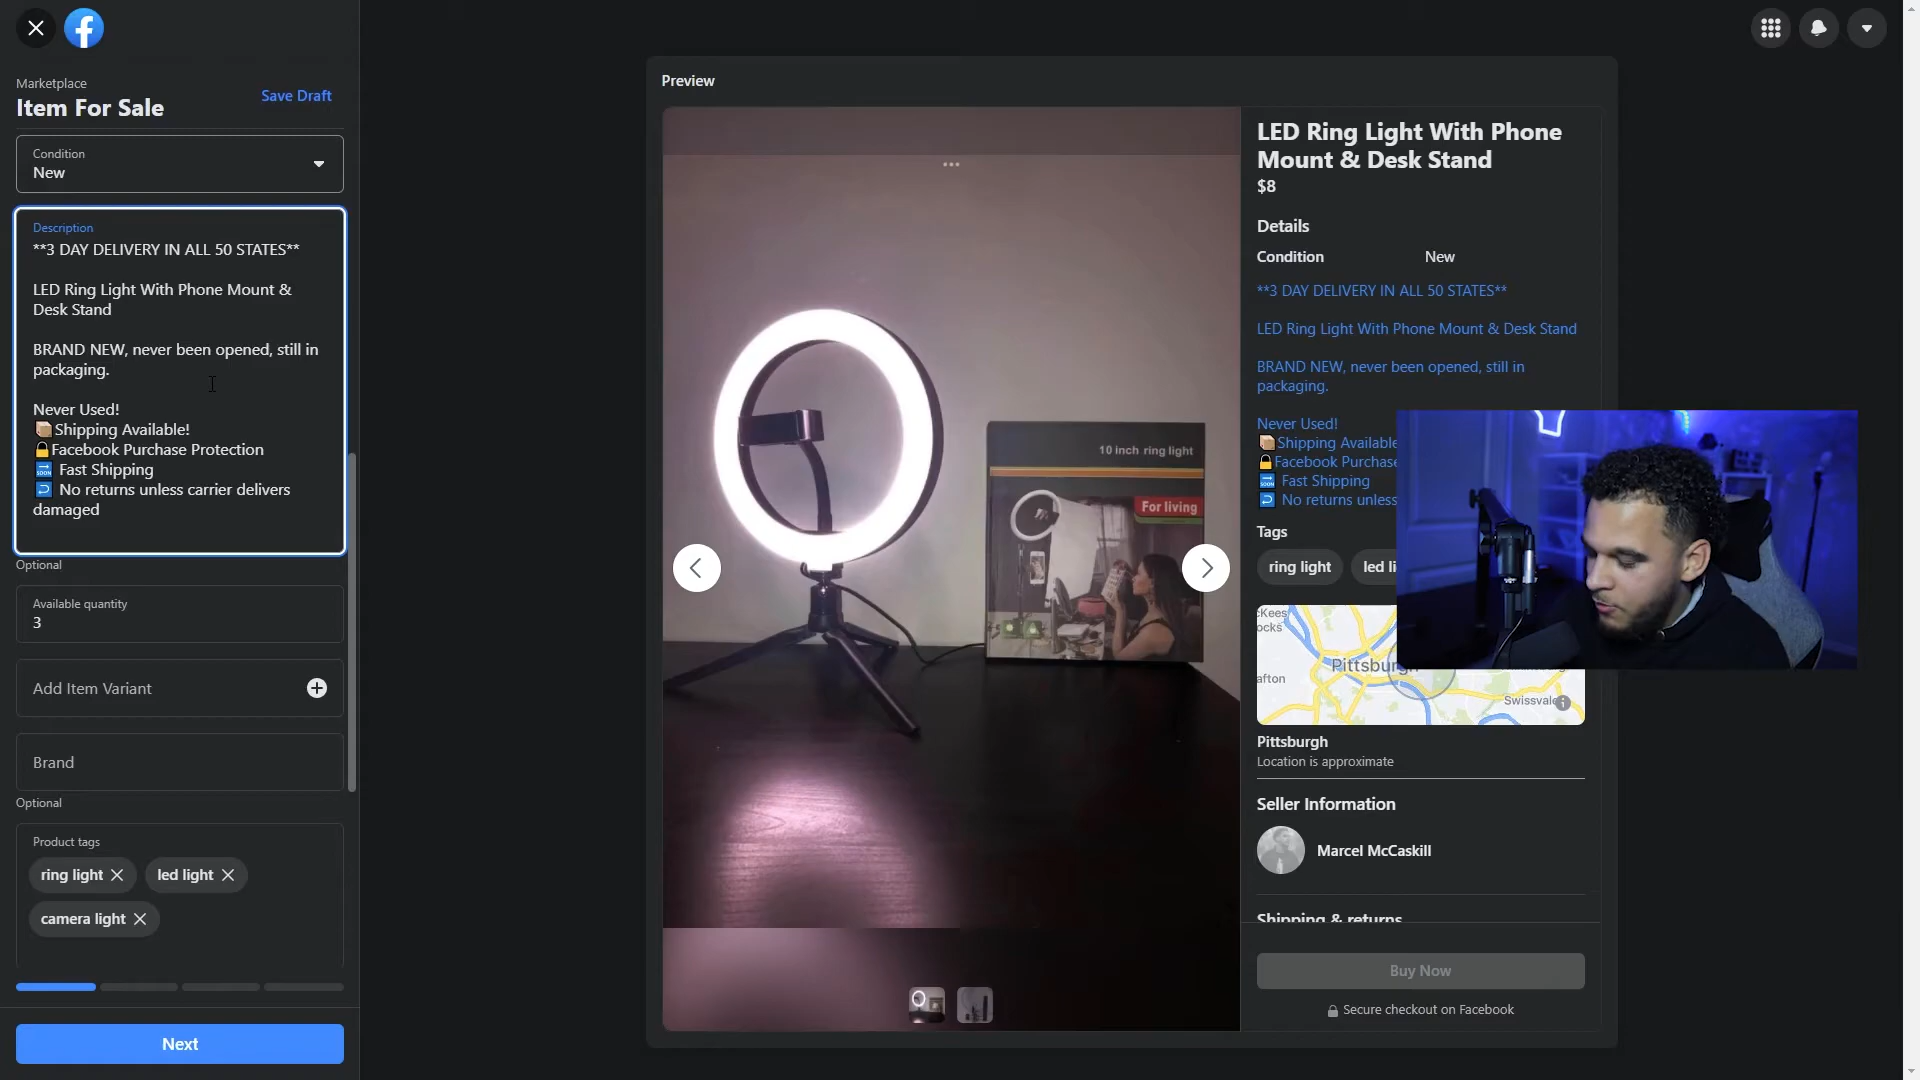 Marketplace
Item For Sale
Save Draft
Condition
New
Description
**3 DAY DELIVERY IN ALL 50 STATES**
LED Ring Light With Phone Mount &
Desk Stand
BRAND NEW, never been opened, still in
packaging.
Never Used!
📦Shipping Available!
🔒Facebook Purchase Protection
🔜 Fast Shipping
↩️ No returns unless carrier delivers
damaged
Optional
Available quantity
3
Add Item Variant
Brand
Optional
Product tags
ring light
led light
camera light
Next
Preview
10 inch ring light
For living
LED Ring Light With Phone
Mount & Desk Stand
$8
Details
Condition New
**3 DAY DELIVERY IN ALL 50 STATES**
LED Ring Light With Phone Mount & Desk Stand
BRAND NEW, never been opened, still in
packaging.
Never Used!
📦Shipping Available
🔒Facebook Purchase
🔜 Fast Shipping
↩️ No returns unless
Tags
ring light
led li
cKees
ocks
Pittsburgh
afton
Swissvale
Pittsburgh
Location is approximate
Seller Information
Marcel McCaskill
Shipping & returns
Buy Now
Secure checkout on Facebook